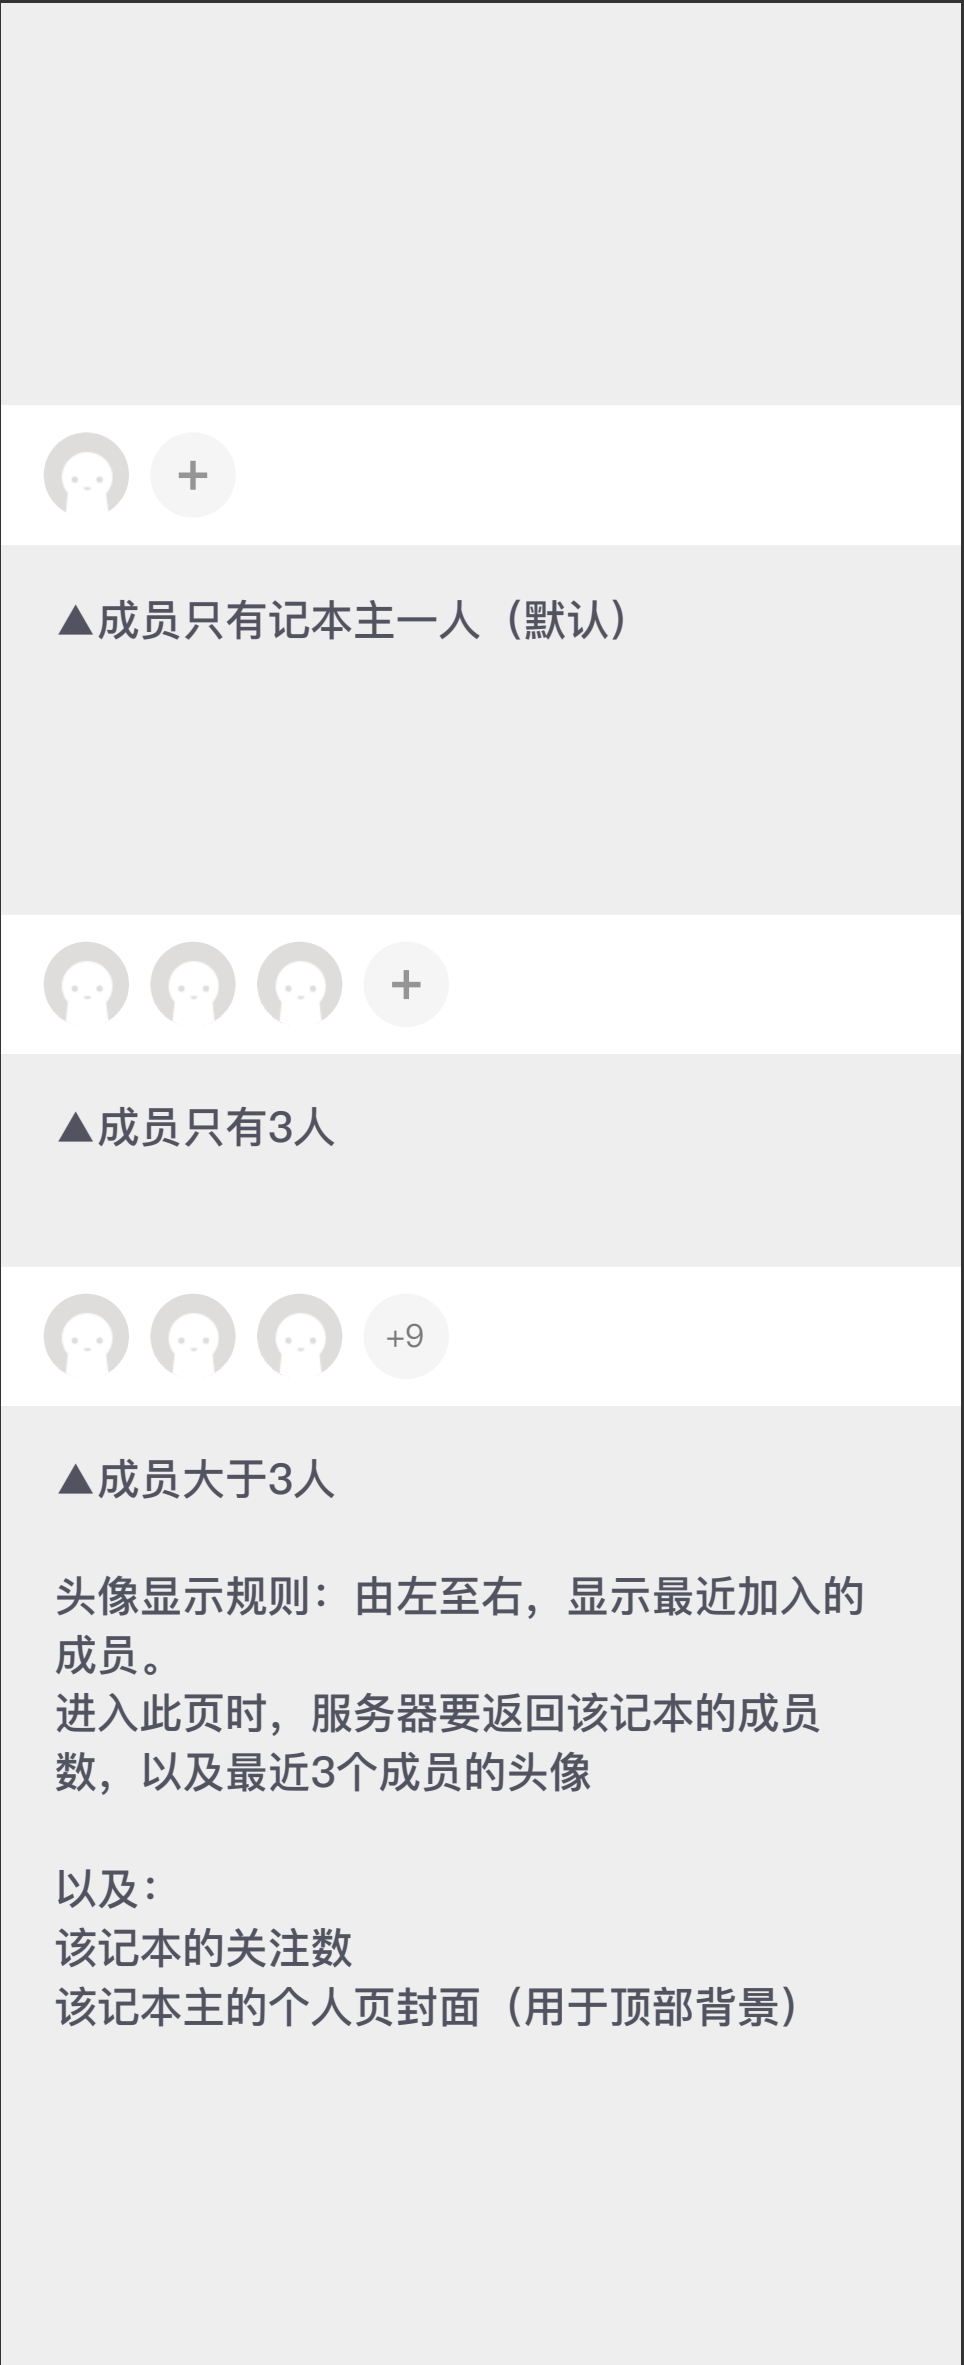 +
▲成员只有记本主一人（默认）
+
▲成员只有3人
+9
▲成员大于3人
头像显示规则：由左至右，显示最近加入的
成员。
进入此页时，服务器要返回该记本的成员
数，以及最近3个成员的头像
以及：
该记本的关注数
该记本主的个人页封面（用于顶部背景）